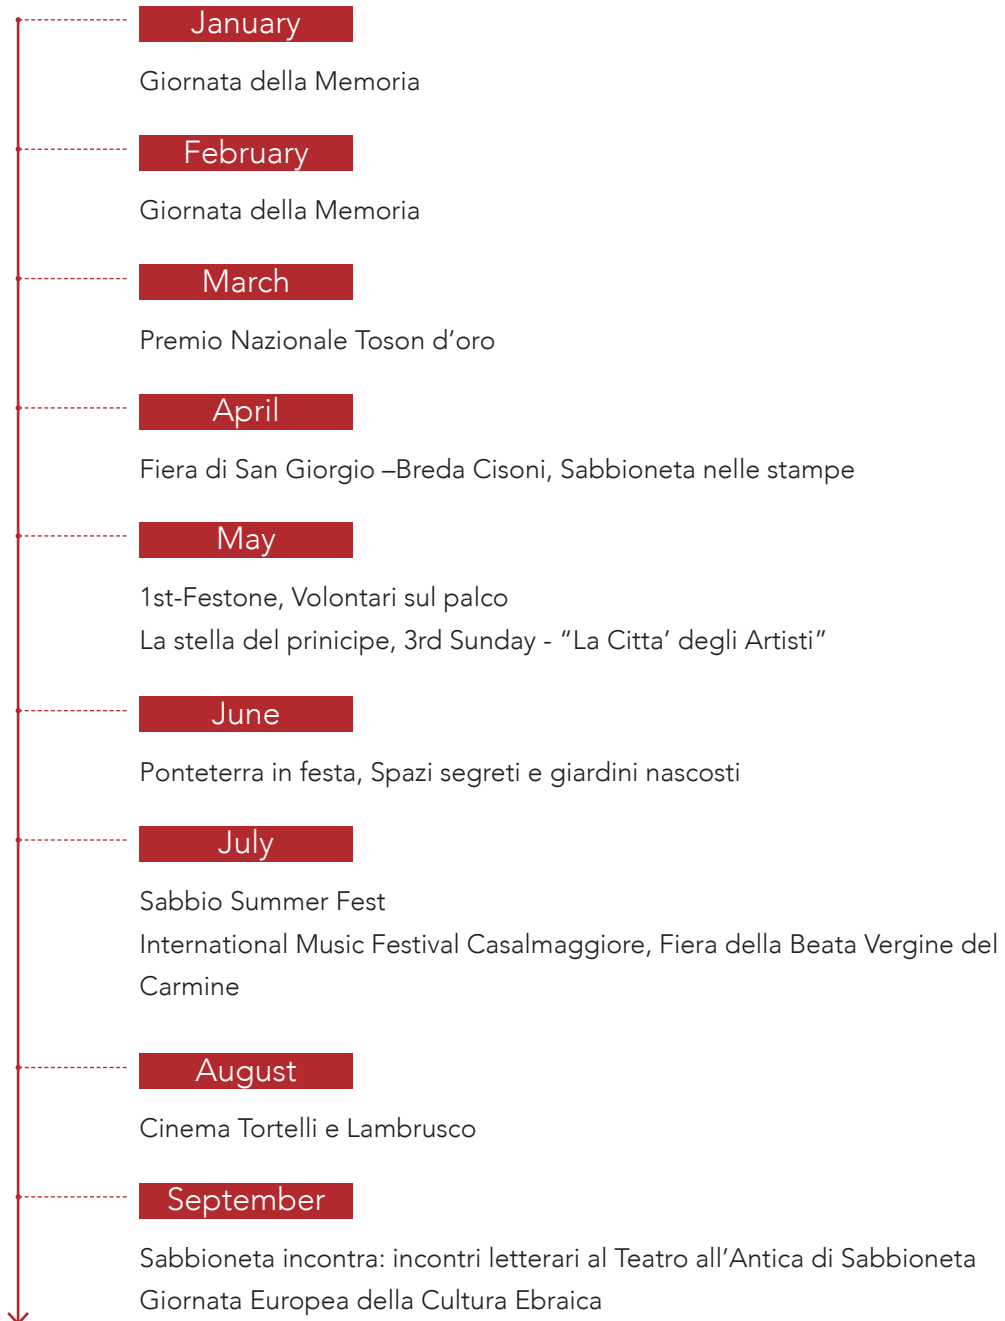 January
Giornata della Memoria
February
Giornata della Memoria
March
Premio Nazionale Toson d’oro
April
Fiera di San Giorgio –Breda Cisoni, Sabbioneta nelle stampe
May
1st-Festone, Volontari sul palco
La stella del prinicipe, 3rd Sunday - “La Citta’ degli Artisti”
June
Ponteterra in festa, Spazi segreti e giardini nascosti
July
Sabbio Summer Fest
International Music Festival Casalmaggiore, Fiera della Beata Vergine del
Carmine
August
Cinema Tortelli e Lambrusco
September
Sabbioneta incontra: incontri letterari al Teatro all’Antica di Sabbioneta
Giornata Europea della Cultura Ebraica